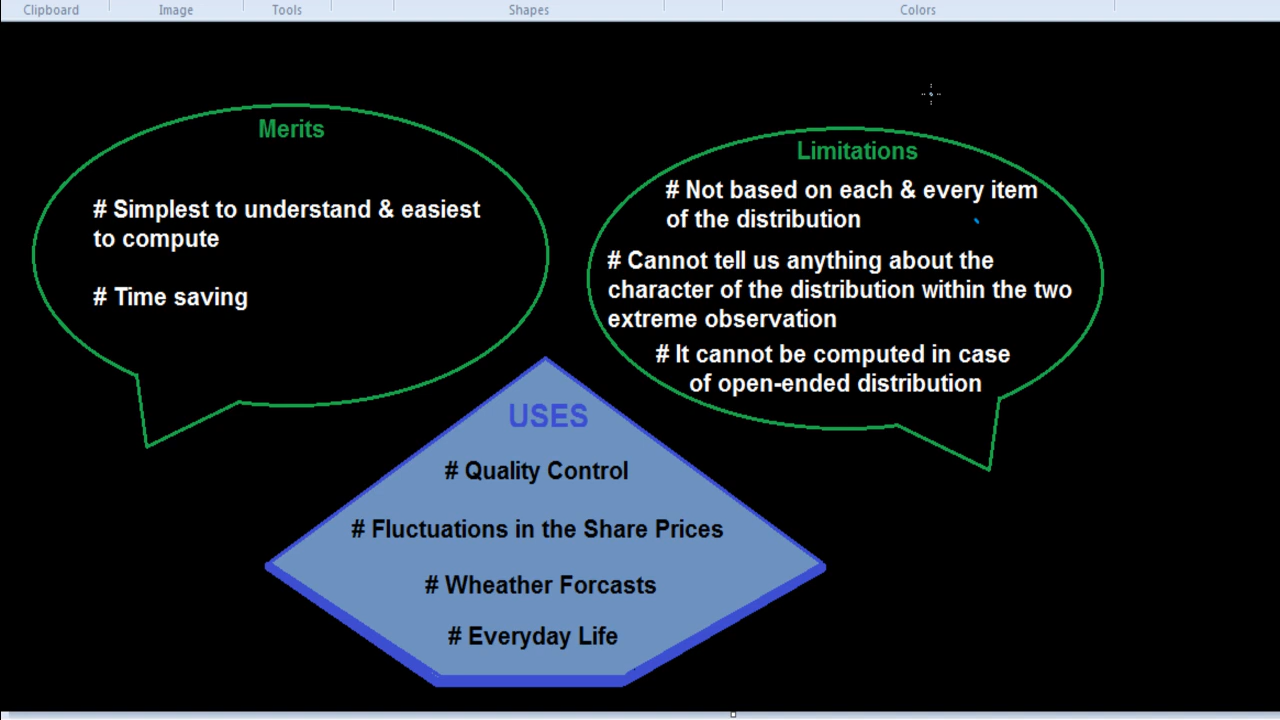 Clipboard
Image
Tools
Shapes
Colors
Merits
# Simplest to understand & easiest
to compute
# Time saving
Limitations
# Not based on each & every item
of the distribution
# Cannot tell us anything about the
character of the distribution within the two
extreme observation
# It cannot be computed in case
of open-ended distribution
USES
# Quality Control
# Fluctuations in the Share Prices
# Wheather Forcasts
# Everyday Life